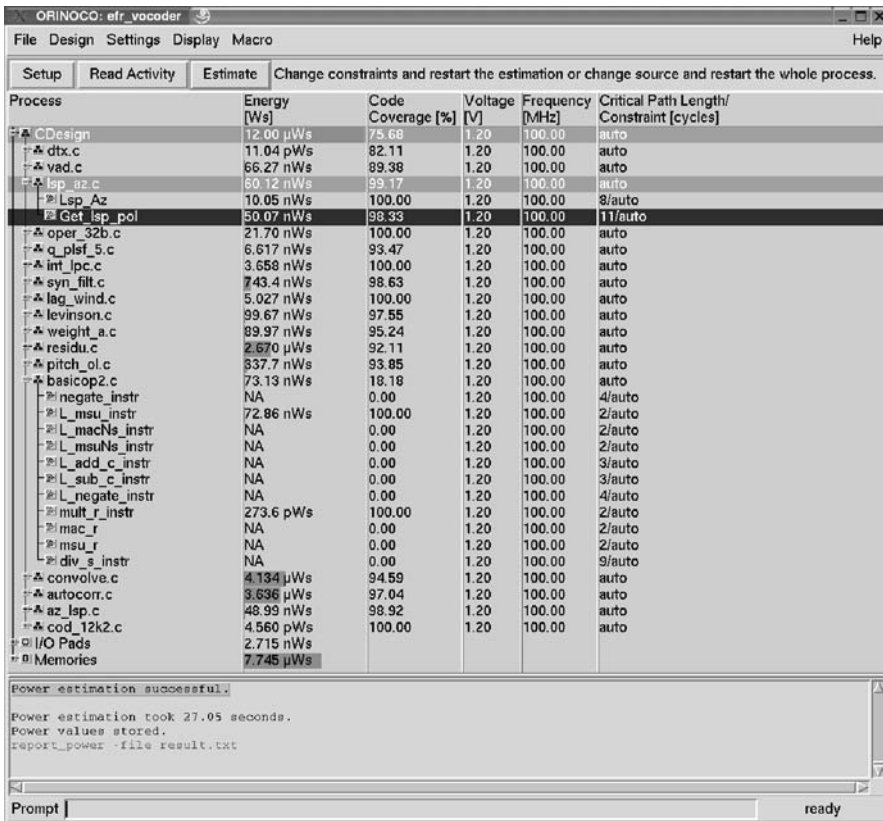 ORINOCO: efr_vocoder
File Design Settings Display Macro Help
Setup Read Activity Estimate Change constraints and restart the estimation or change source and restart the whole process.
Process Energy [Ws] Code Coverage [%] Voltage [V] Frequency [MHz] Critical Path Length/ Constraint [cycles]
CDesign 12.00 µWs 75.68 1.20 100.00 auto
dtx.c 11.04 pWs 82.11 1.20 100.00 auto
vad.c 66.27 nWs 89.38 1.20 100.00 auto
lsp_az.c 60.12 nWs 99.17 1.20 100.00 auto
Lsp_Az 10.05 nWs 100.00 1.20 100.00 8/auto
Get_lsp_pol 50.07 nWs 98.33 1.20 100.00 11/auto
oper_32b.c 21.70 nWs 100.00 1.20 100.00 auto
q_plsf_5.c 6.617 nWs 93.47 1.20 100.00 auto
int_lpc.c 3.658 nWs 100.00 1.20 100.00 auto
syn_filt.c 743.4 nWs 98.63 1.20 100.00 auto
lag_wind.c 5.027 nWs 100.00 1.20 100.00 auto
levinson.c 99.67 nWs 97.55 1.20 100.00 auto
weight_a.c 89.97 nWs 95.24 1.20 100.00 auto
residu.c 2.670 µWs 92.11 1.20 100.00 auto
pitch_ol.c 337.7 nWs 93.85 1.20 100.00 auto
basicop2.c 73.13 nWs 18.18 1.20 100.00 auto
negate_instr NA 0.00 1.20 100.00 4/auto
L_msu_instr 72.86 nWs 100.00 1.20 100.00 2/auto
L_macNs_instr NA 0.00 1.20 100.00 2/auto
L_msuNs_instr NA 0.00 1.20 100.00 2/auto
L_add_c_instr NA 0.00 1.20 100.00 3/auto
L_sub_c_instr NA 0.00 1.20 100.00 3/auto
L_negate_instr NA 0.00 1.20 100.00 4/auto
mult_r_instr 273.6 pWs 100.00 1.20 100.00 2/auto
mac_r NA 0.00 1.20 100.00 2/auto
msu_r NA 0.00 1.20 100.00 2/auto
div_s_instr NA 0.00 1.20 100.00 9/auto
convolve.c 4.134 µWs 94.59 1.20 100.00 auto
autocorr.c 3.636 µWs 97.04 1.20 100.00 auto
az_lsp.c 48.99 nWs 98.92 1.20 100.00 auto
cod_12k2.c 4.560 pWs 100.00 1.20 100.00 auto
I/O Pads 2.715 nWs
Memories 7.745 µWs
Power estimation successful.
Power estimation took 27.05 seconds.
Power values stored.
report_power -file result.txt
Prompt ready